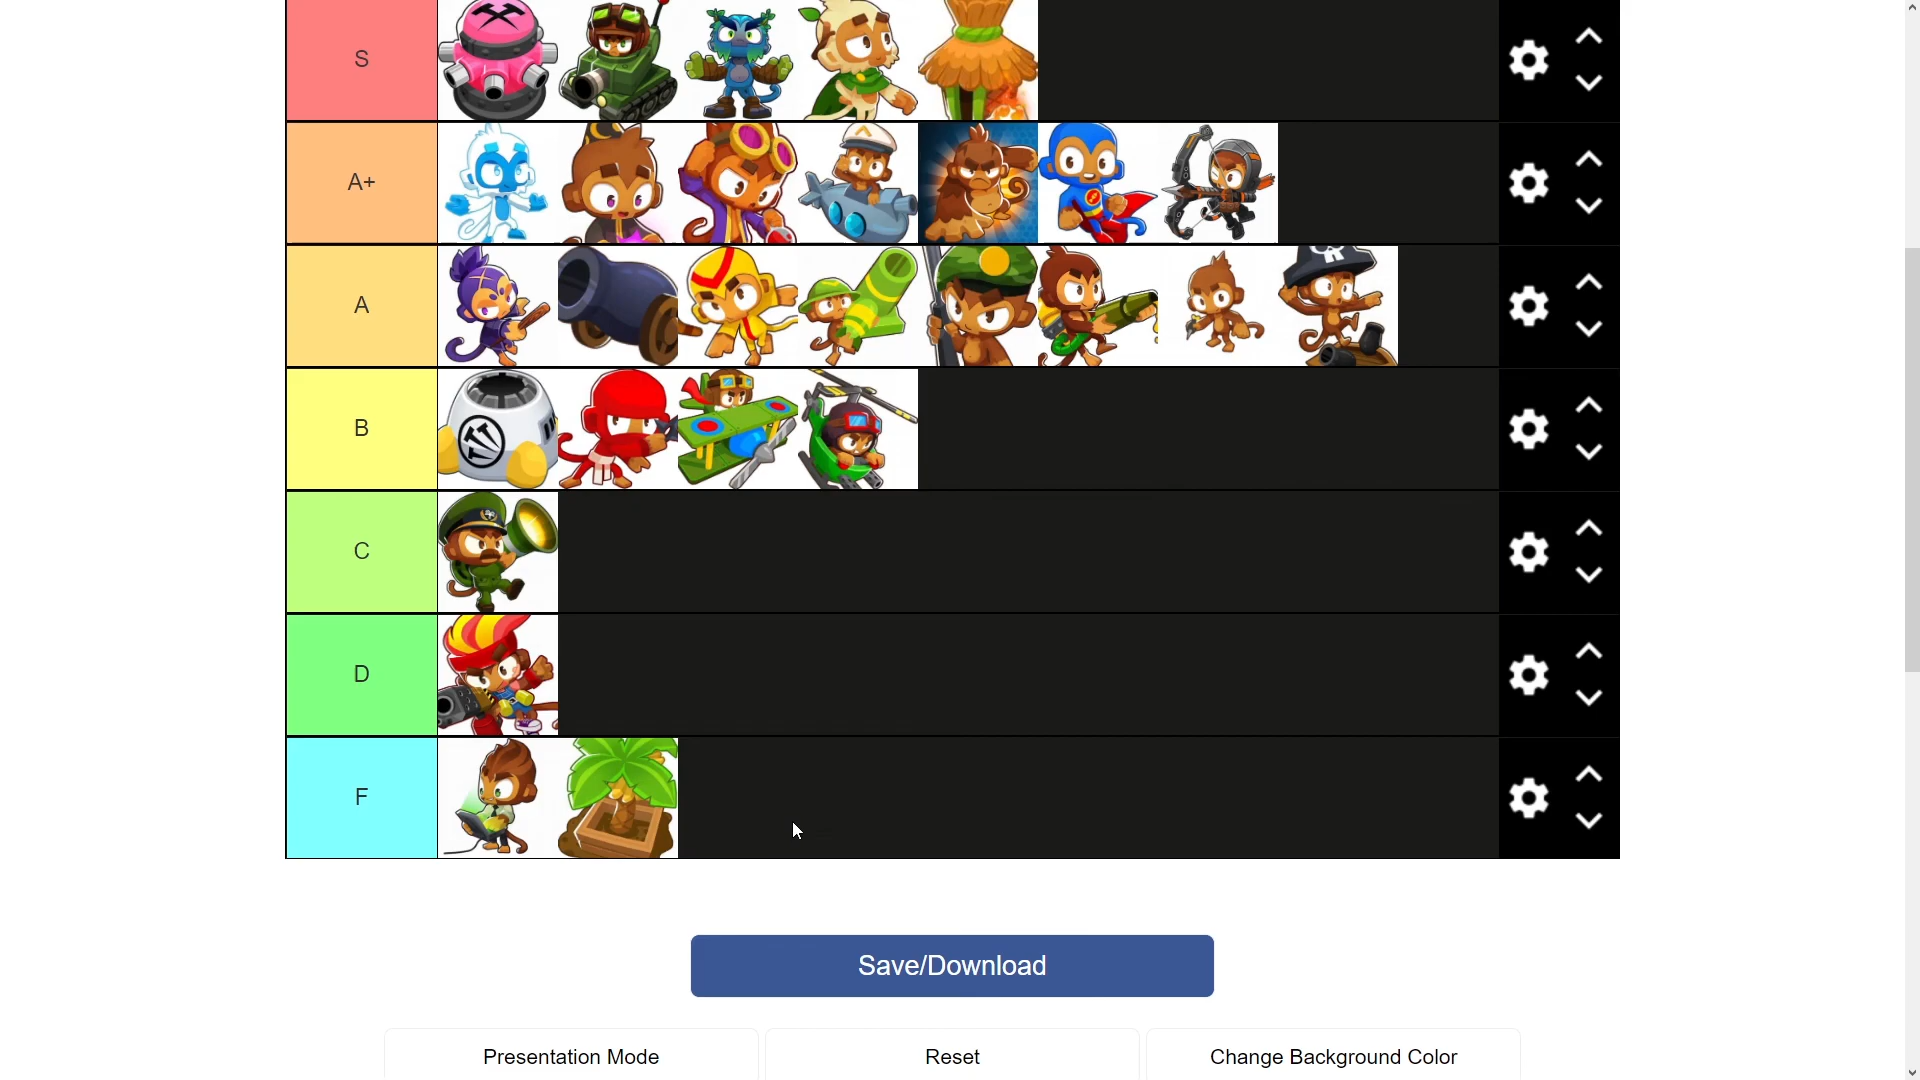 S
A+
A
B
C
D
F
Save/Download
Presentation Mode
Reset
Change Background Color